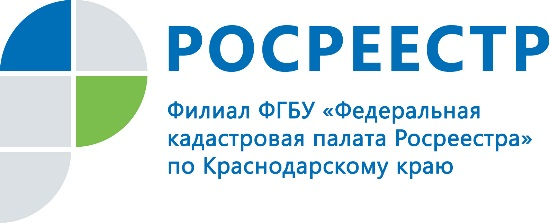 РОСРЕЕСТР
Филиал ФГБУ «Федеральная
кадастровая палата Росреестра»
по Краснодарскому краю